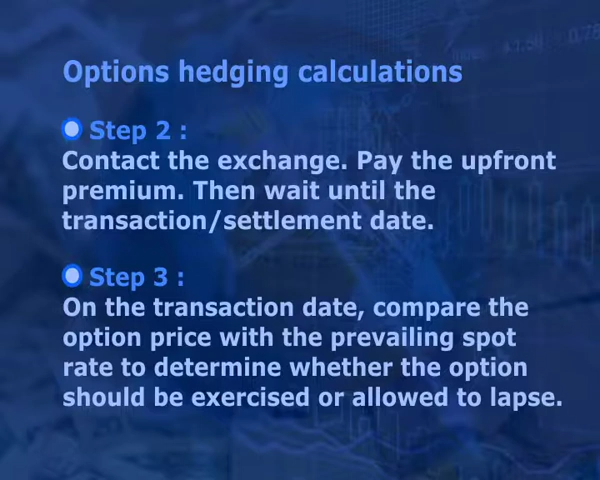 Options hedging calculations
Step 2 :
Contact the exchange. Pay the upfront
premium. Then wait until the
transaction/settlement date.
Step 3 :
On the transaction date, compare the
option price with the prevailing spot
rate to determine whether the option
should be exercised or allowed to lapse.